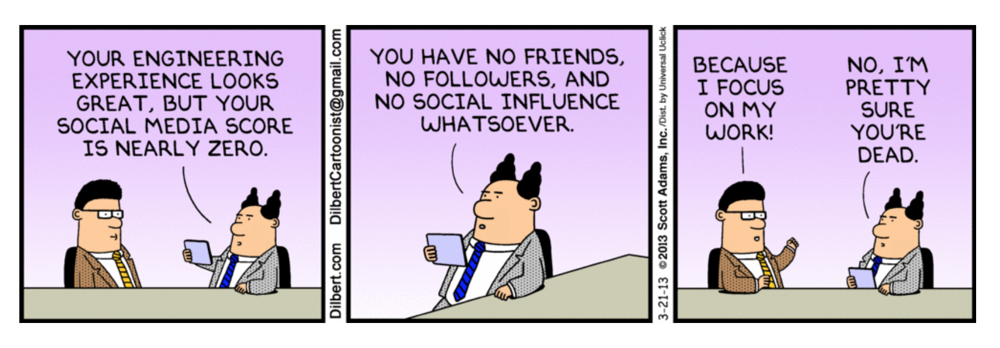 YOUR ENGINEERING
EXPERIENCE LOOKS
GREAT, BUT YOUR
SOCIAL MEDIA SCORE
IS NEARLY ZERO.
Dilbert.com DilbertCartoonist@gmail.com
YOU HAVE NO FRIENDS,
NO FOLLOWERS, AND
NO SOCIAL INFLUENCE
WHATSOEVER.
3-21-13 ©2013 Scott Adams, Inc. /Dist. by Universal Uclick
BECAUSE
I FOCUS
ON MY
WORK!
NO, I'M
PRETTY
SURE
YOU'RE
DEAD.